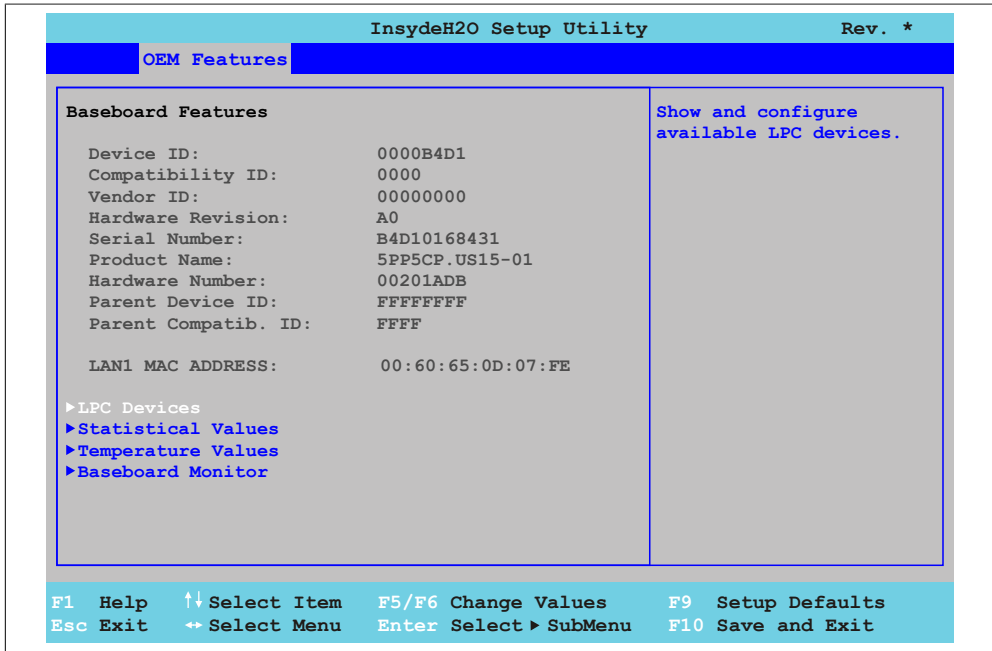 InsydeH2O Setup Utility Rev. *
OEM Features
Baseboard Features
Device ID: 0000B4D1
Compatibility ID: 0000
Vendor ID: 00000000
Hardware Revision: A0
Serial Number: B4D10168431
Product Name: 5PP5CP.US15-01
Hardware Number: 00201ADB
Parent Device ID: FFFFFFFF
Parent Compatib. ID: FFFF
LAN1 MAC ADDRESS: 00:60:65:0D:07:FE
▶LPC Devices
▶Statistical Values
▶Temperature Values
▶Baseboard Monitor
Show and configure
available LPC devices.
F1 Help ↑↓ Select Item F5/F6 Change Values F9 Setup Defaults
Esc Exit ↔ Select Menu Enter Select ▶ SubMenu F10 Save and Exit